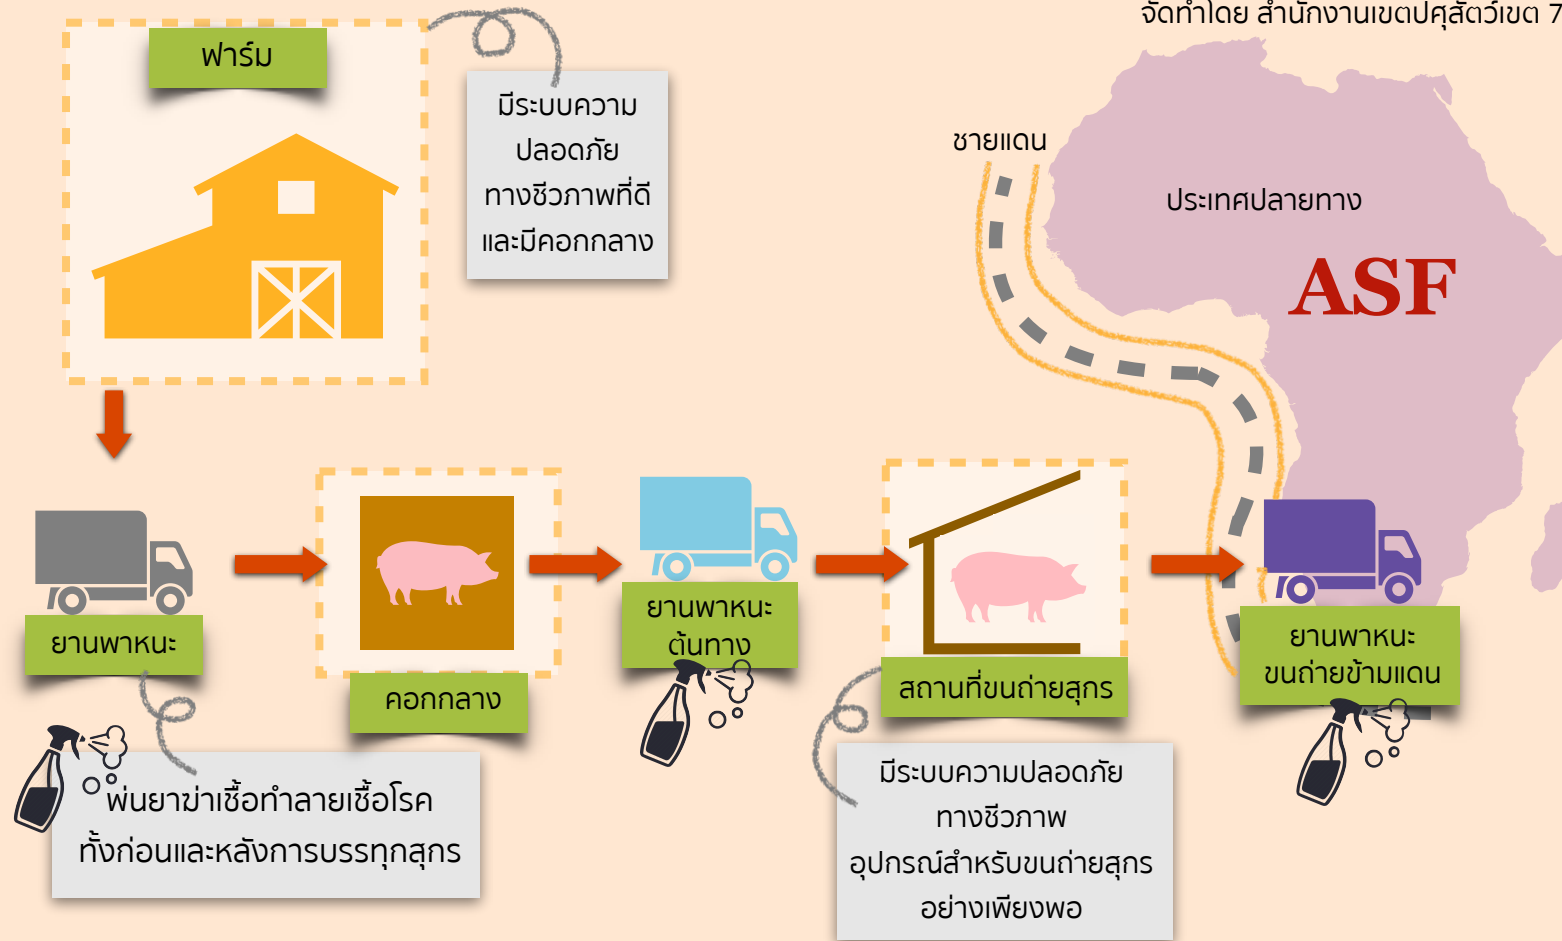 จัดทำโดย สำนักงานเขตปศุสัตว์เขต 7
ฟาร์ม
มีระบบความ
ปลอดภัย
ทางชีวภาพที่ดี
และมีคอกกลาง
ชายแดน
ประเทศปลายทาง
ASF
ยานพาหนะ
คอกกลาง
ยานพาหนะ
ต้นทาง
สถานที่ขนถ่ายสุกร
ยานพาหนะ
ขนถ่ายข้ามแดน
พ่นยาฆ่าเชื้อทำลายเชื้อโรค
ทั้งก่อนและหลังการบรรทุกสุกร
มีระบบความปลอดภัย
ทางชีวภาพ
อุปกรณ์สำหรับขนถ่ายสุกร
อย่างเพียงพอ